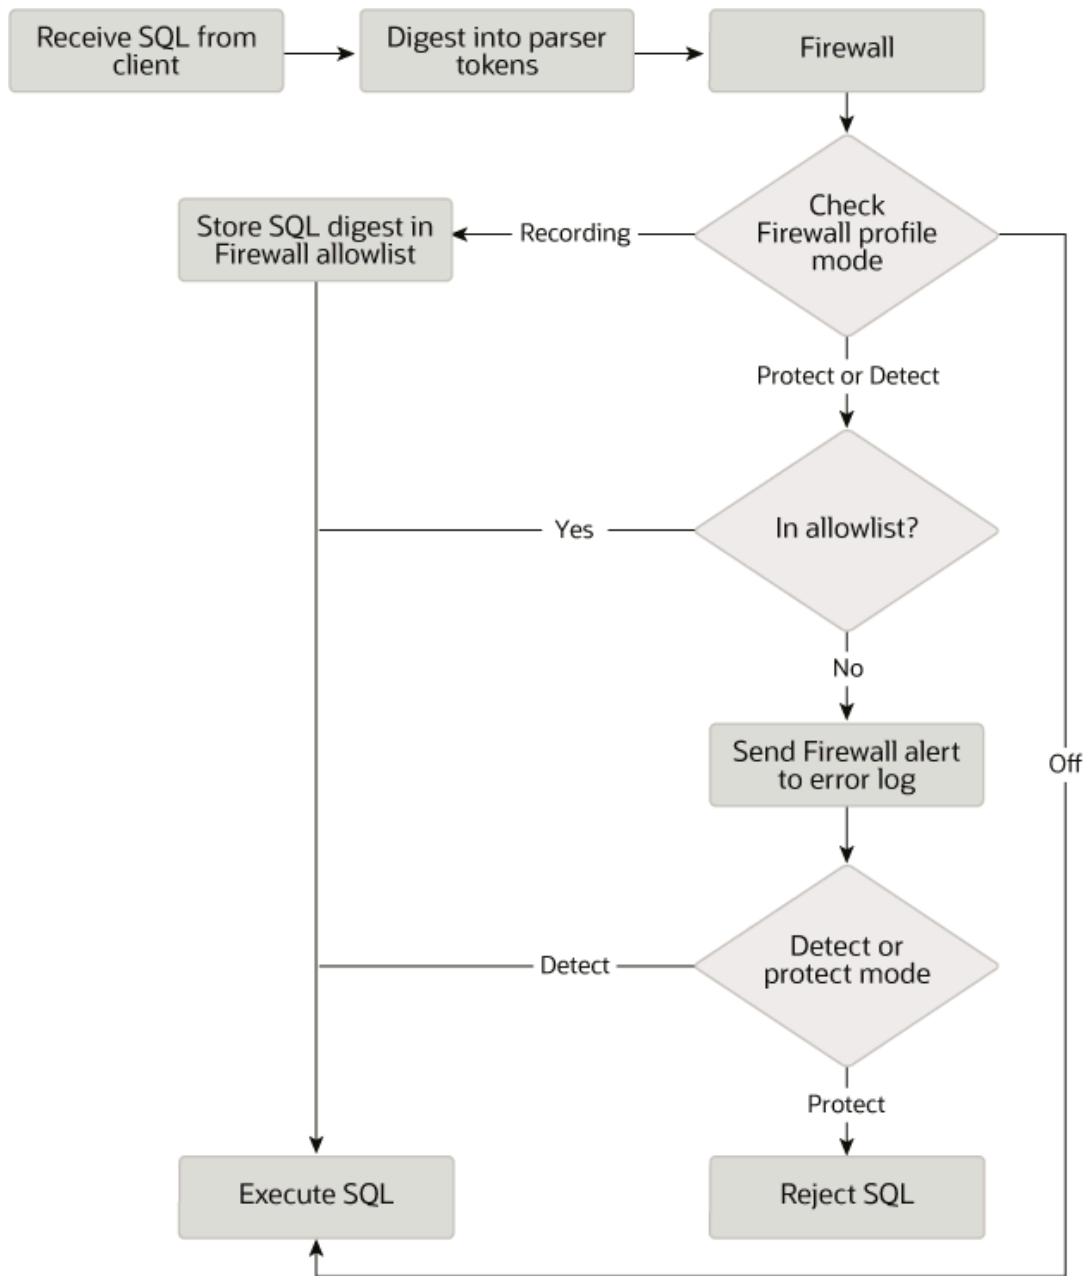 Receive SQL from
client
Digest into parser
tokens
Firewall
Check
Firewall profile
mode
Recording
Store SQL digest in
Firewall allowlist
Protect or Detect
In allowlist?
Yes
No
Send Firewall alert
to error log
Off
Detect or
protect mode
Detect
Protect
Execute SQL
Reject SQL